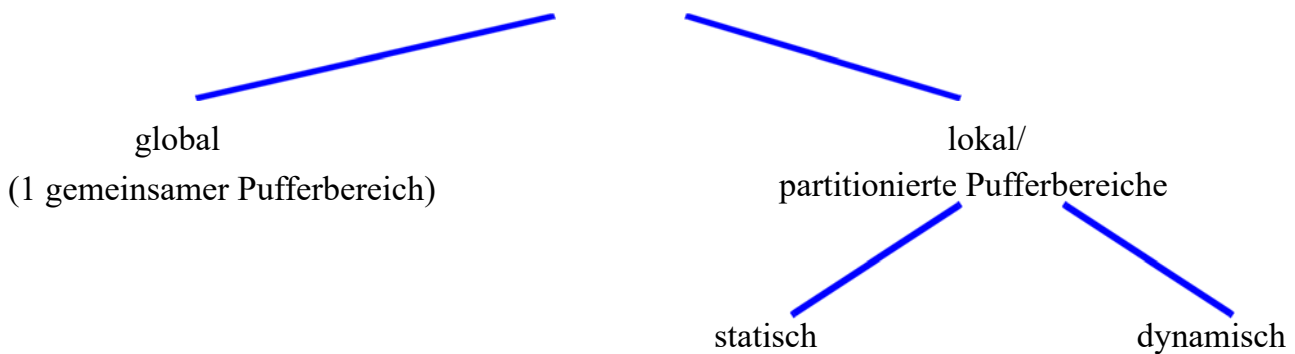 global
(1 gemeinsamer Pufferbereich)
lokal/
partitionierte Pufferbereiche
statisch
dynamisch